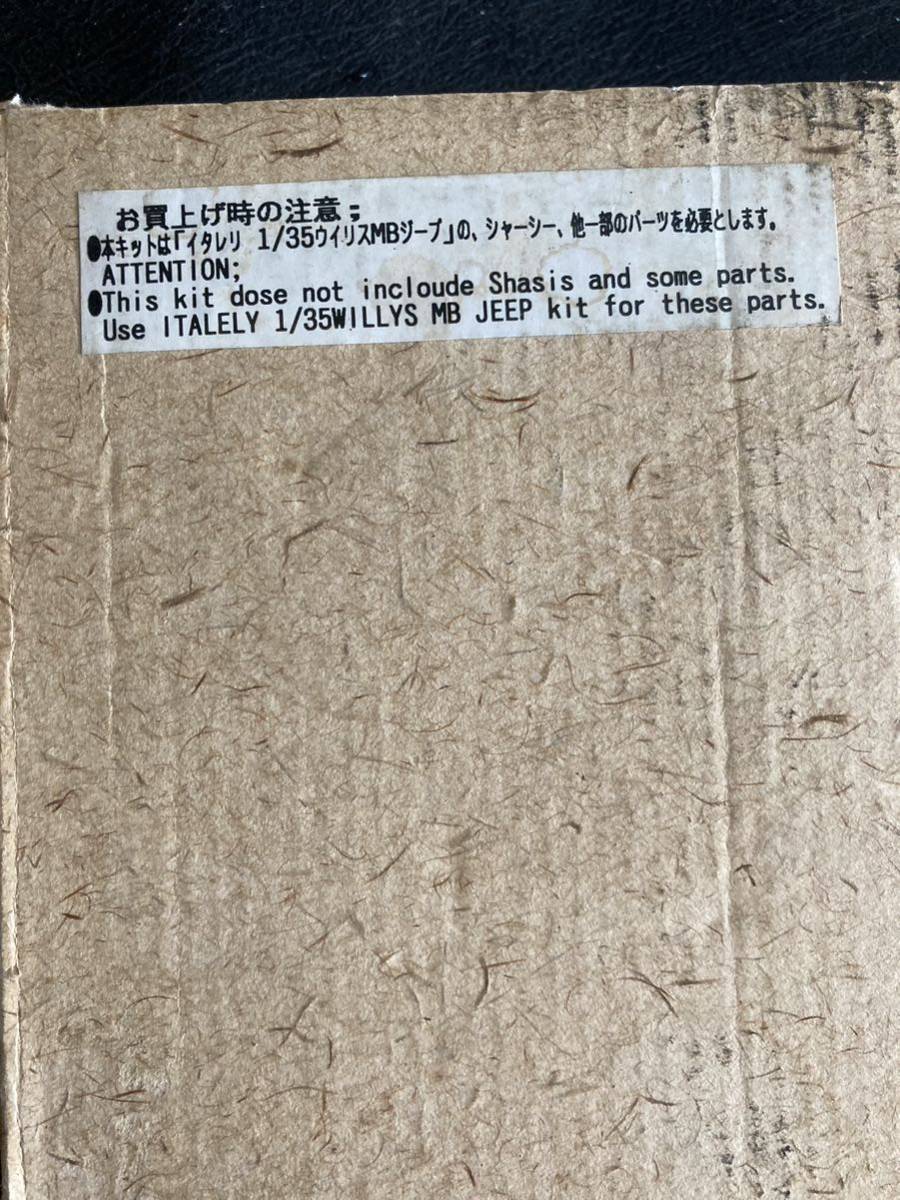 お買上げ時の注意;
●本キットは「イタレリ 1/35ウイリスMBジープ」の、シャーシー、他一部のパーツを必要とします。
ATTENTION;
●This kit dose not incloude Shasis and some parts.
Use ITALELY 1/35WILLYS MB JEEP kit for these parts.